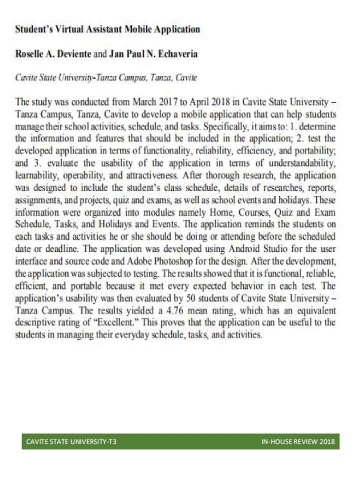 Student's Virtual Assistant Mobile Application
Roselle A. Deviente and Jan Paul N. Echaveria
Cavite State University-Tanza Campus, Tanza, Cavite
The study was conducted from March 2017 to April 2018 in Cavite State University –
Tanza Campus, Tanza, Cavite to develop a mobile application that can help students
manage their school activities, schedule, and tasks. Specifically, it aims to: 1. determine
the information and features that should be included in the application; 2. test the
developed application in terms of functionality, reliability, efficiency, and portability;
and 3. evaluate the usability of the application in terms of understandability,
learnability, operability, and attractiveness. After thorough research, the application
was designed to include the student's class schedule, details of researches, reports,
assignments, and projects, quiz and exams, as well as school events and holidays. These
information were organized into modules namely Home, Courses, Quiz and Exam
Schedule, Tasks, and Holidays and Events. The application reminds the students on
each tasks and activities he or she should be doing or attending before the scheduled
date or deadline. The application was developed using Android Studio for the user
interface and source code and Adobe Photoshop for the design. After the development,
the application was subjected to testing. The results showed that it is functional, reliable,
efficient, and portable because it met every expected behavior in each test. The
application's usability was then evaluated by 50 students of Cavite State University –
Tanza Campus. The results yielded a 4.76 mean rating, which has an equivalent
descriptive rating of “Excellent.” This proves that the application can be useful to the
students in managing their everyday schedule, tasks, and activities.
CAVITE STATE UNIVERSITY-T3 IN-HOUSE REVIEW 2018